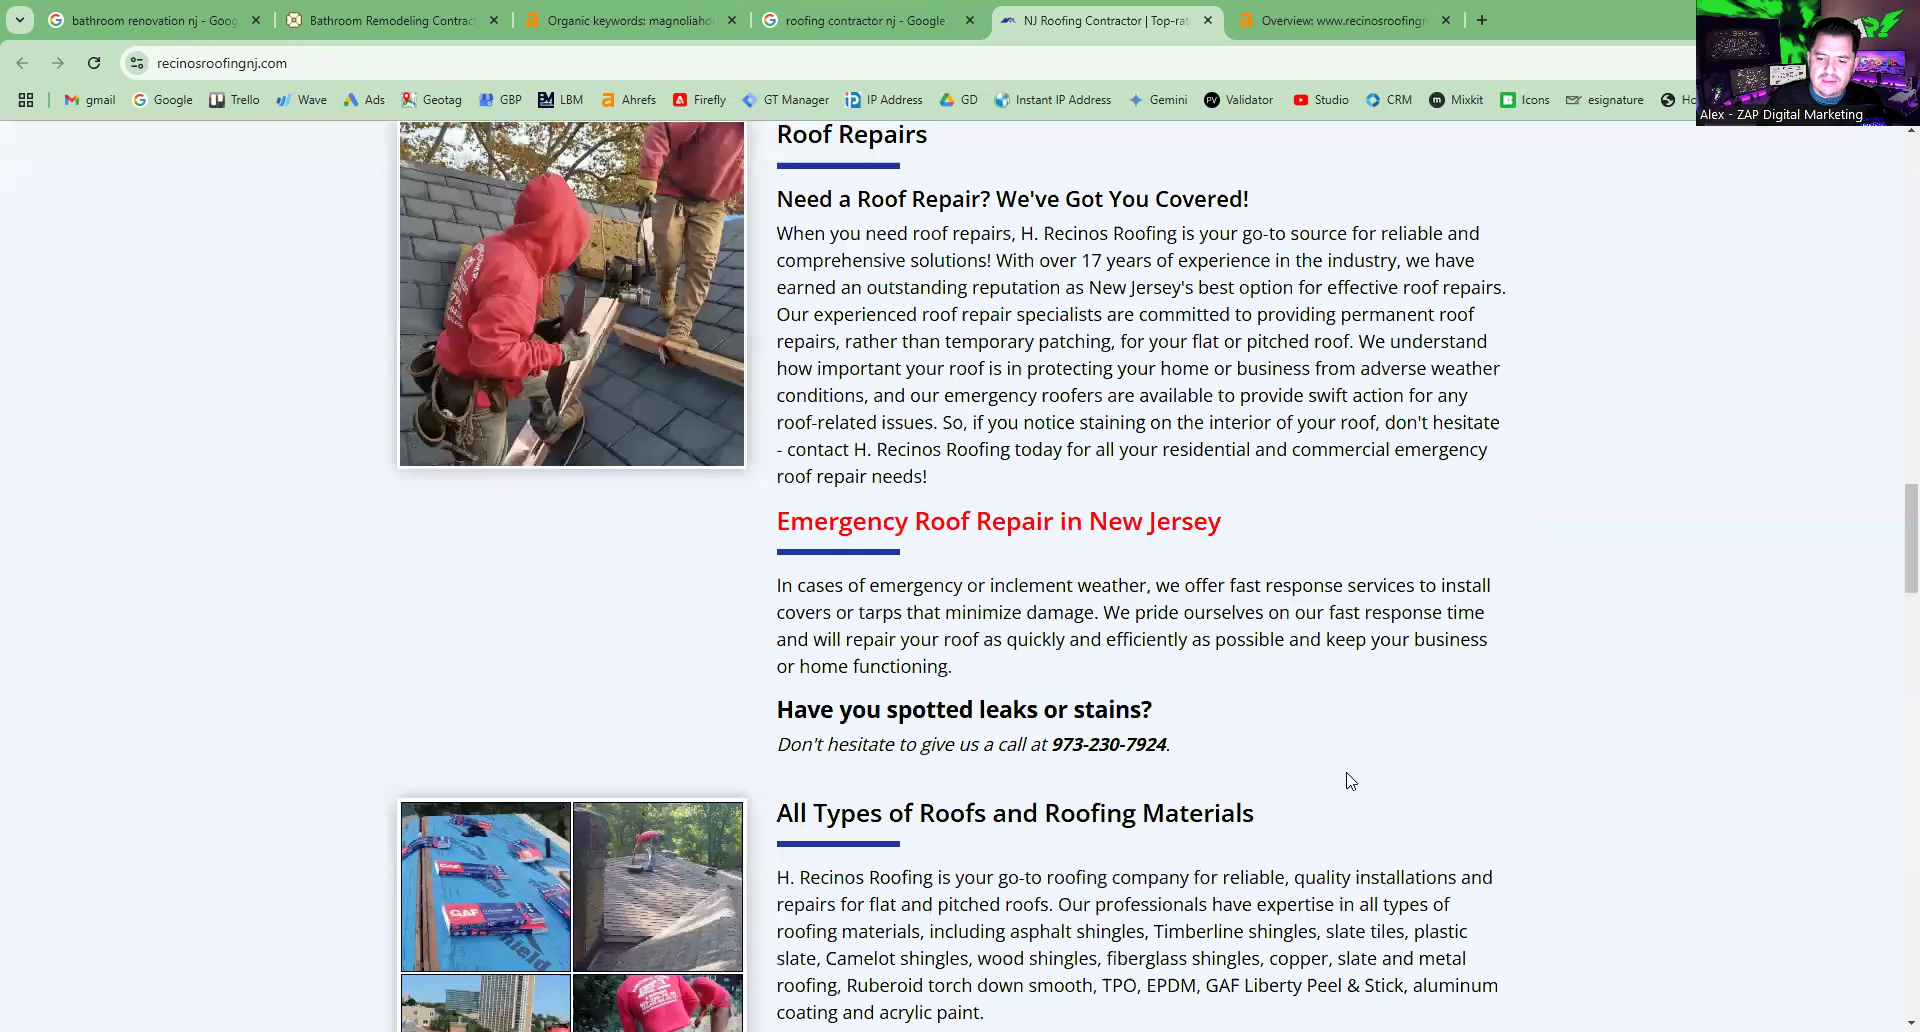 bathroom renovation nj - Goog
Bathroom Remodeling Contract
Organic keywords: magnoliaho
roofing contractor nj - Google
NJ Roofing Contractor | Top-rat
Overview: www.recinosroofingn
recinosroofingnj.com
gmail
Google
Trello
Wave
Ads
Geotag
GBP
LBM
Ahrefs
Firefly
GT Manager
IP Address
GD
Instant IP Address
Gemini
Validator
Studio
CRM
Mixkit
Icons
esignature
Ho
Alex - ZAP Digital Marketing
Roof Repairs
Need a Roof Repair? We've Got You Covered!
When you need roof repairs, H. Recinos Roofing is your go-to source for reliable and
comprehensive solutions! With over 17 years of experience in the industry, we have
earned an outstanding reputation as New Jersey's best option for effective roof repairs.
Our experienced roof repair specialists are committed to providing permanent roof
repairs, rather than temporary patching, for your flat or pitched roof. We understand
how important your roof is in protecting your home or business from adverse weather
conditions, and our emergency roofers are available to provide swift action for any
roof-related issues. So, if you notice staining on the interior of your roof, don't hesitate
- contact H. Recinos Roofing today for all your residential and commercial emergency
roof repair needs!
Emergency Roof Repair in New Jersey
In cases of emergency or inclement weather, we offer fast response services to install
covers or tarps that minimize damage. We pride ourselves on our fast response time
and will repair your roof as quickly and efficiently as possible and keep your business
or home functioning.
Have you spotted leaks or stains?
Don't hesitate to give us a call at 973-230-7924.
All Types of Roofs and Roofing Materials
H. Recinos Roofing is your go-to roofing company for reliable, quality installations and
repairs for flat and pitched roofs. Our professionals have expertise in all types of
roofing materials, including asphalt shingles, Timberline shingles, slate tiles, plastic
slate, Camelot shingles, wood shingles, fiberglass shingles, copper, slate and metal
roofing, Ruberoid torch down smooth, TPO, EPDM, GAF Liberty Peel & Stick, aluminum
coating and acrylic paint.
GAF
GAF